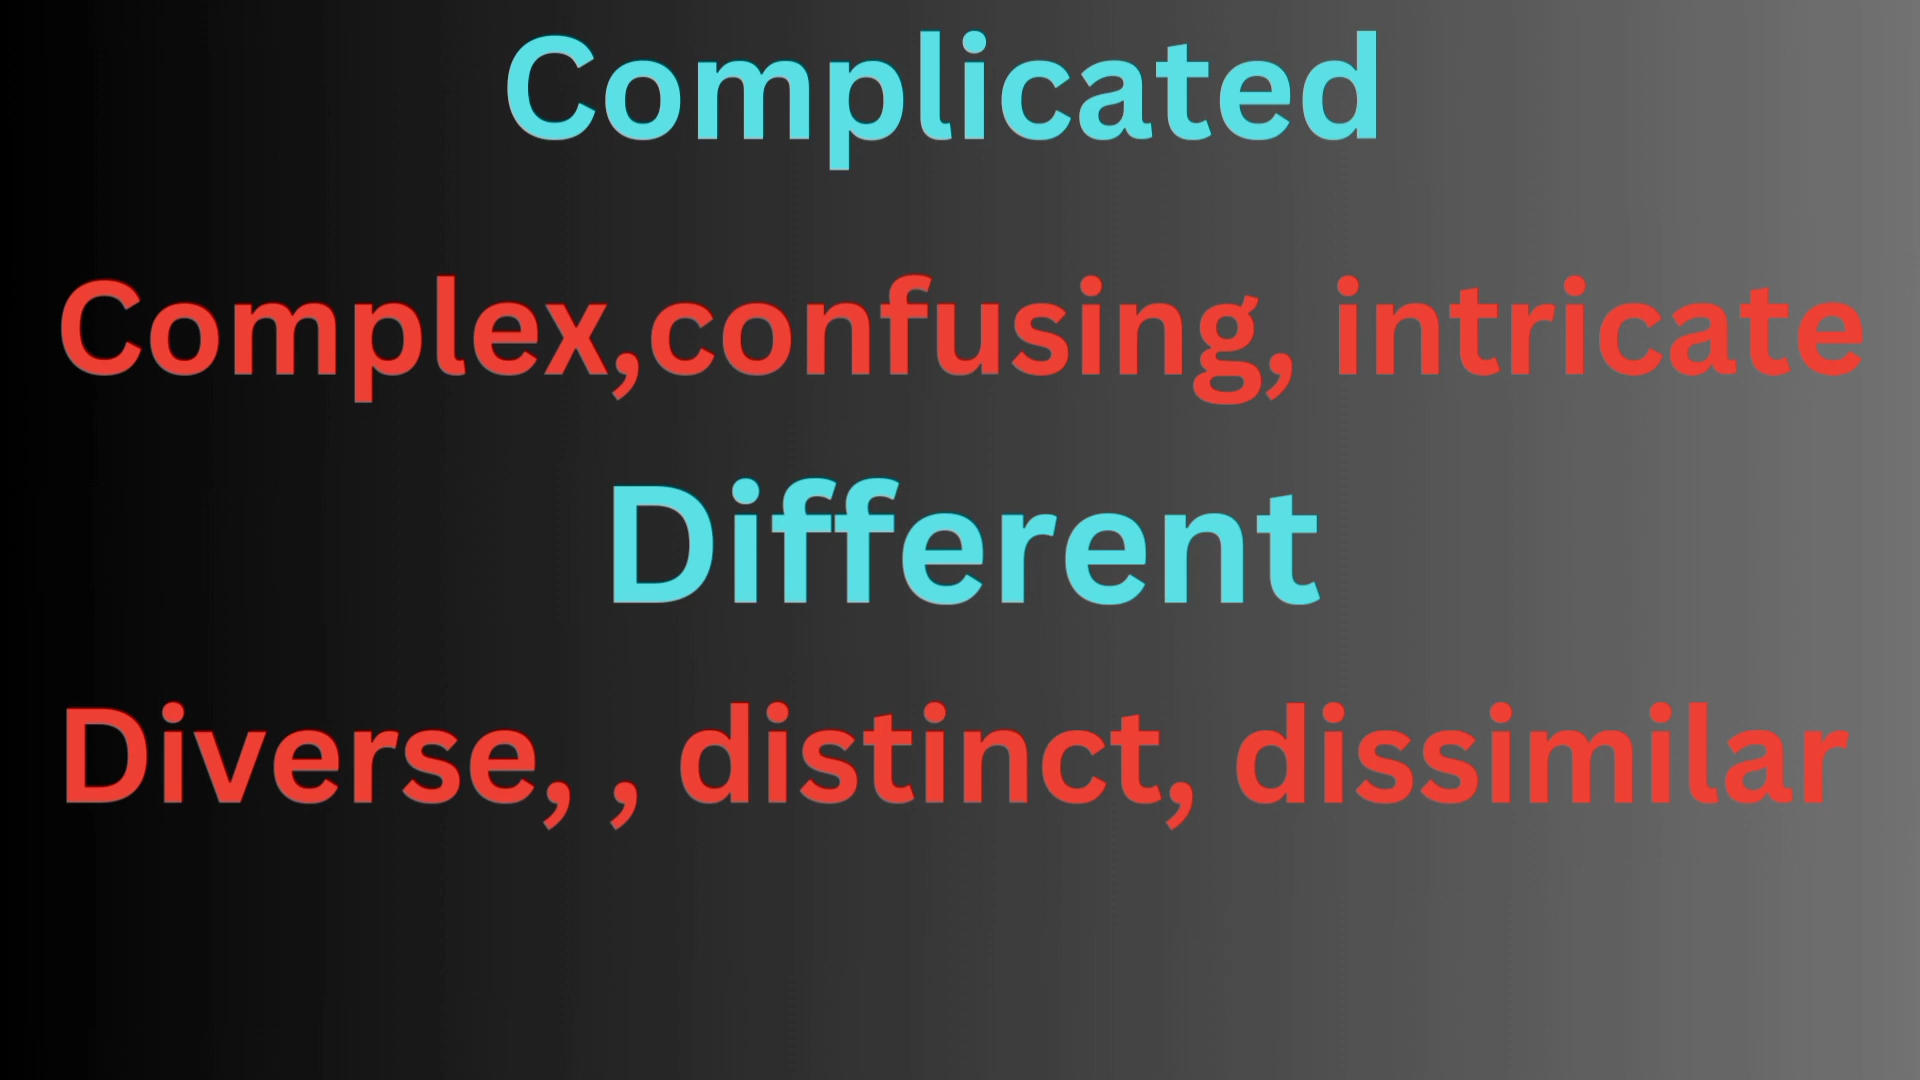 Complicated
Complex,confusing, intricate
Different
Diverse, , distinct, dissimilar